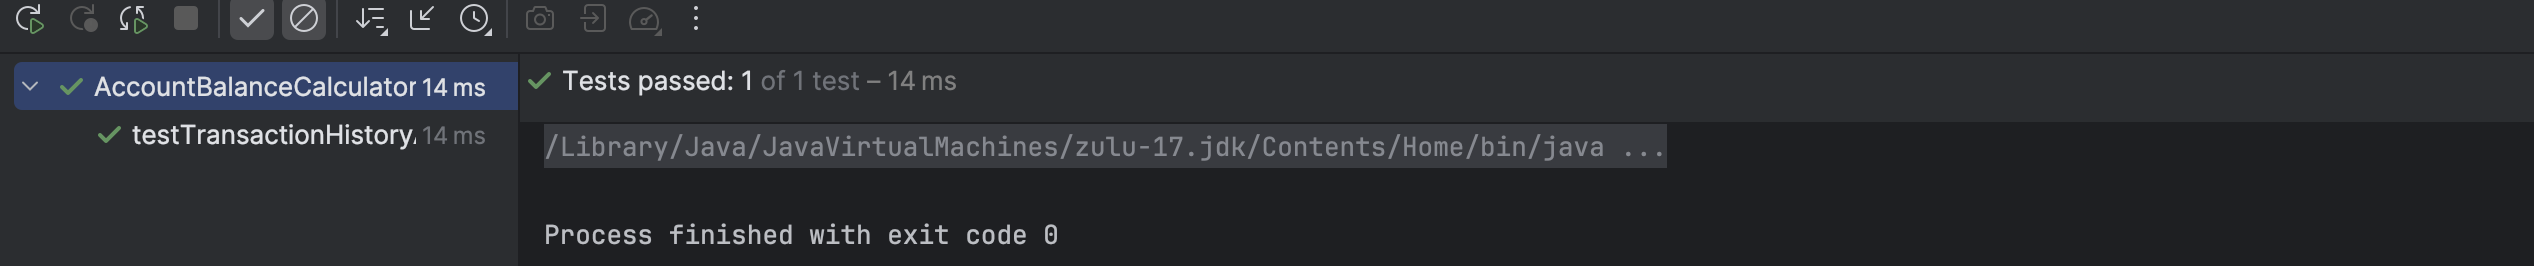 AccountBalanceCalculator 14 ms
testTransactionHistory 14 ms
Tests passed: 1 of 1 test – 14 ms
/Library/Java/JavaVirtualMachines/zulu-17.jdk/Contents/Home/bin/java ...
Process finished with exit code 0